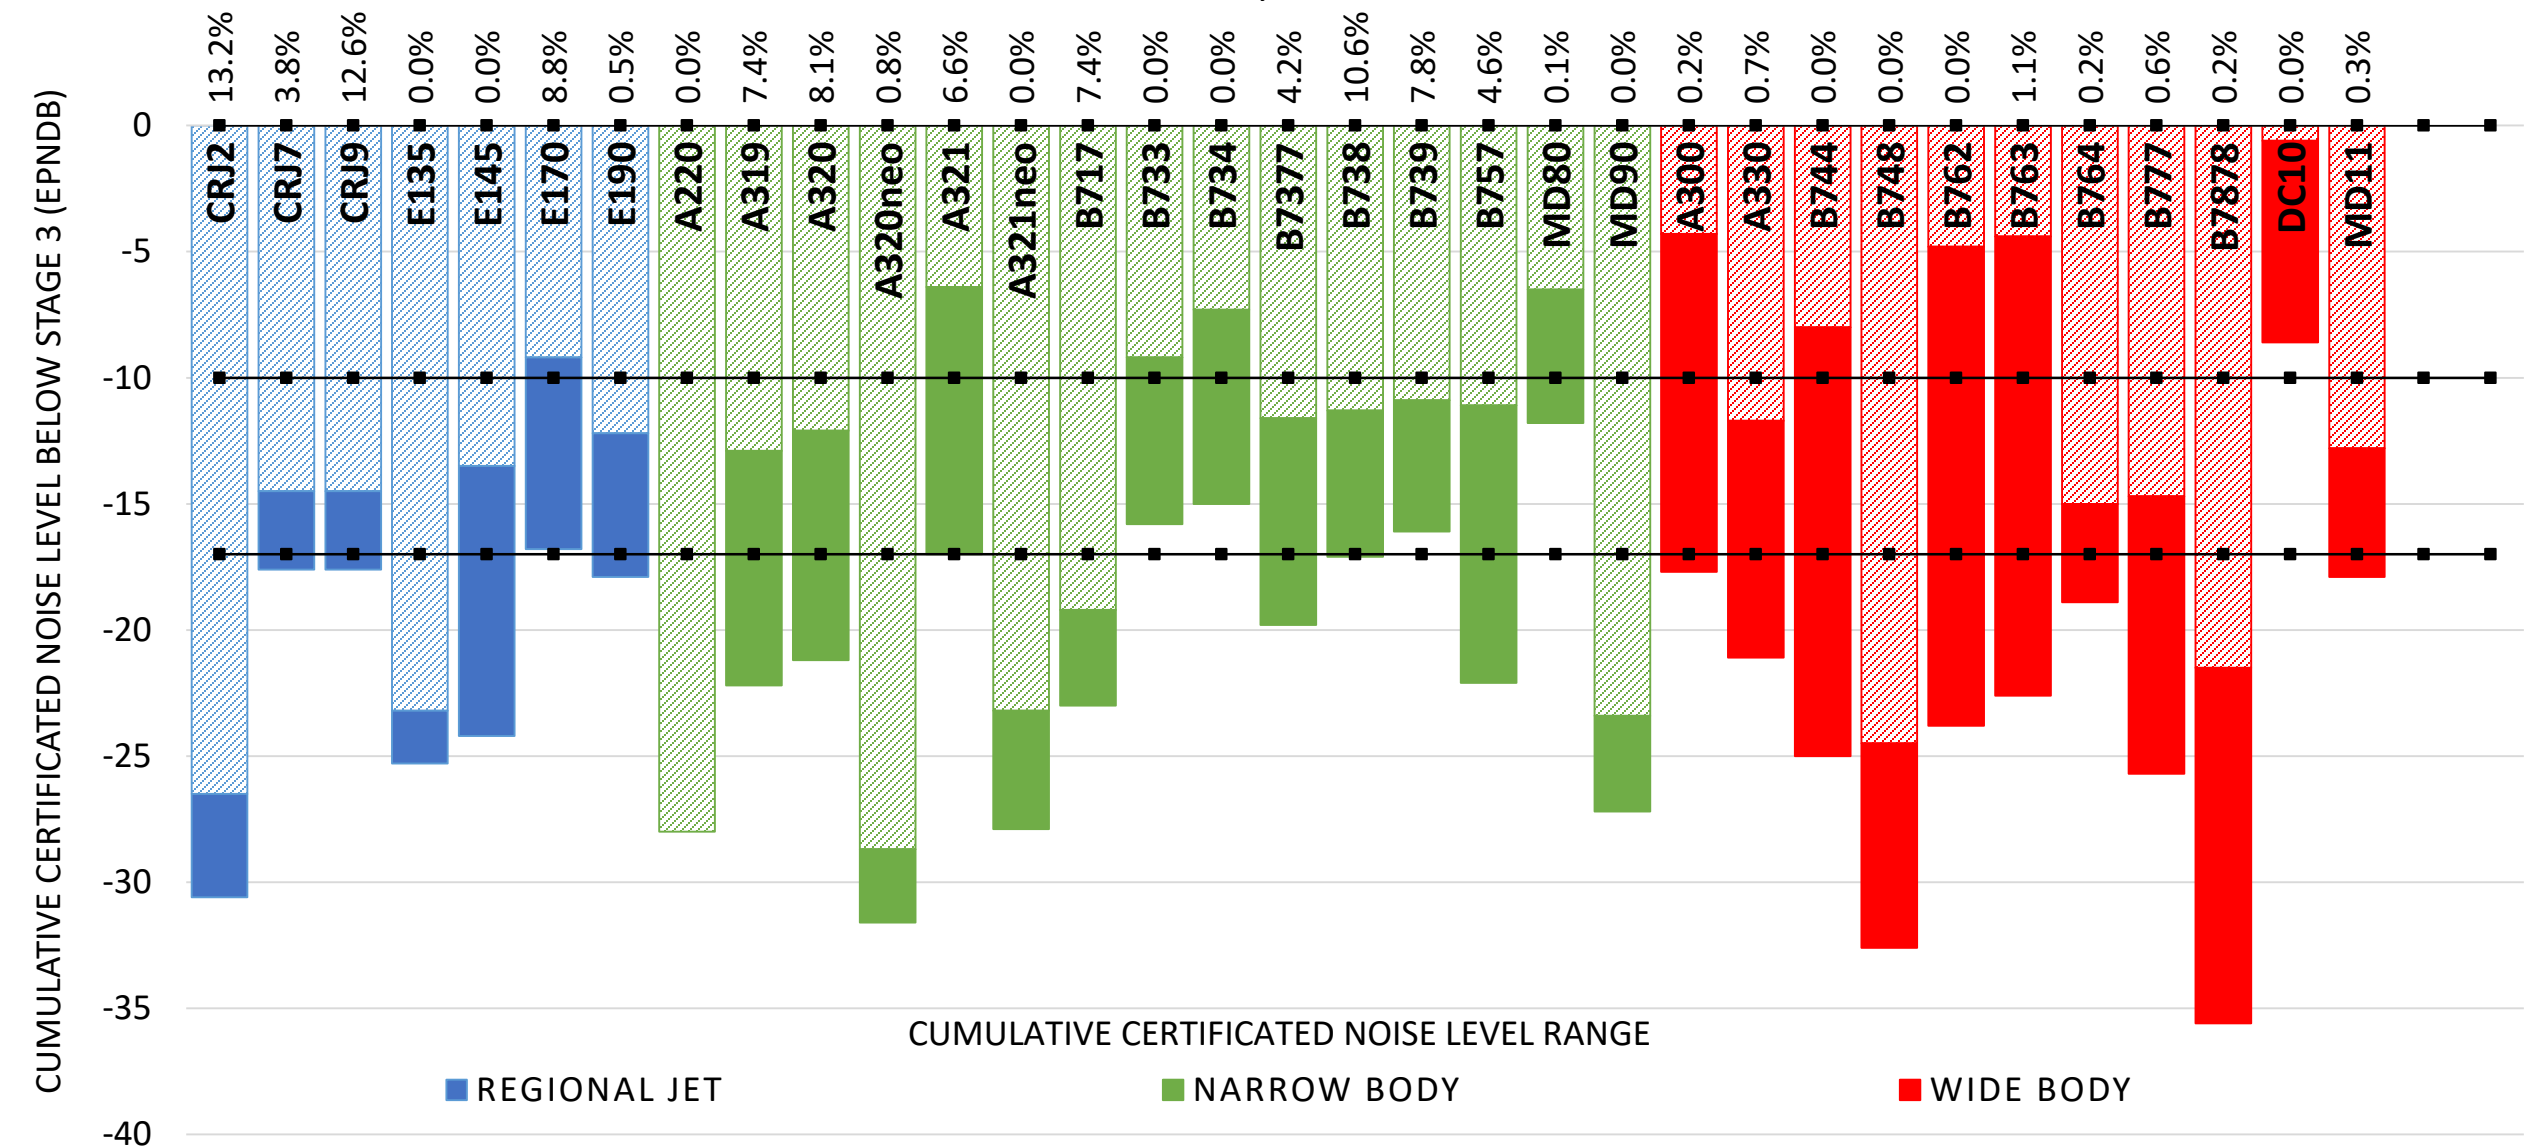 13.2%
3.8%
12.6%
0.0%
0.0%
8.8%
0.5%
0.0%
7.4%
8.1%
0.8%
6.6%
0.0%
7.4%
0.0%
0.0%
4.2%
10.6%
7.8%
4.6%
0.1%
0.0%
0.2%
0.7%
0.0%
0.0%
0.0%
1.1%
0.2%
0.6%
0.2%
0.0%
0.3%
CUMULATIVE CERTIFICATED NOISE LEVEL BELOW STAGE 3 (EPNDB)
0
-5
-10
-15
-20
-25
-30
-35
-40
CRJ2
CRJ7
CRJ9
E135
E145
E170
E190
A220
A319
A320
A320neo
A321
A321neo
B717
B733
B734
B7377
B738
B739
B757
MD80
MD90
A300
A330
B744
B748
B762
B763
B764
B777
B7878
DC10
MD11
CUMULATIVE CERTIFICATED NOISE LEVEL RANGE
REGIONAL JET
NARROW BODY
WIDE BODY